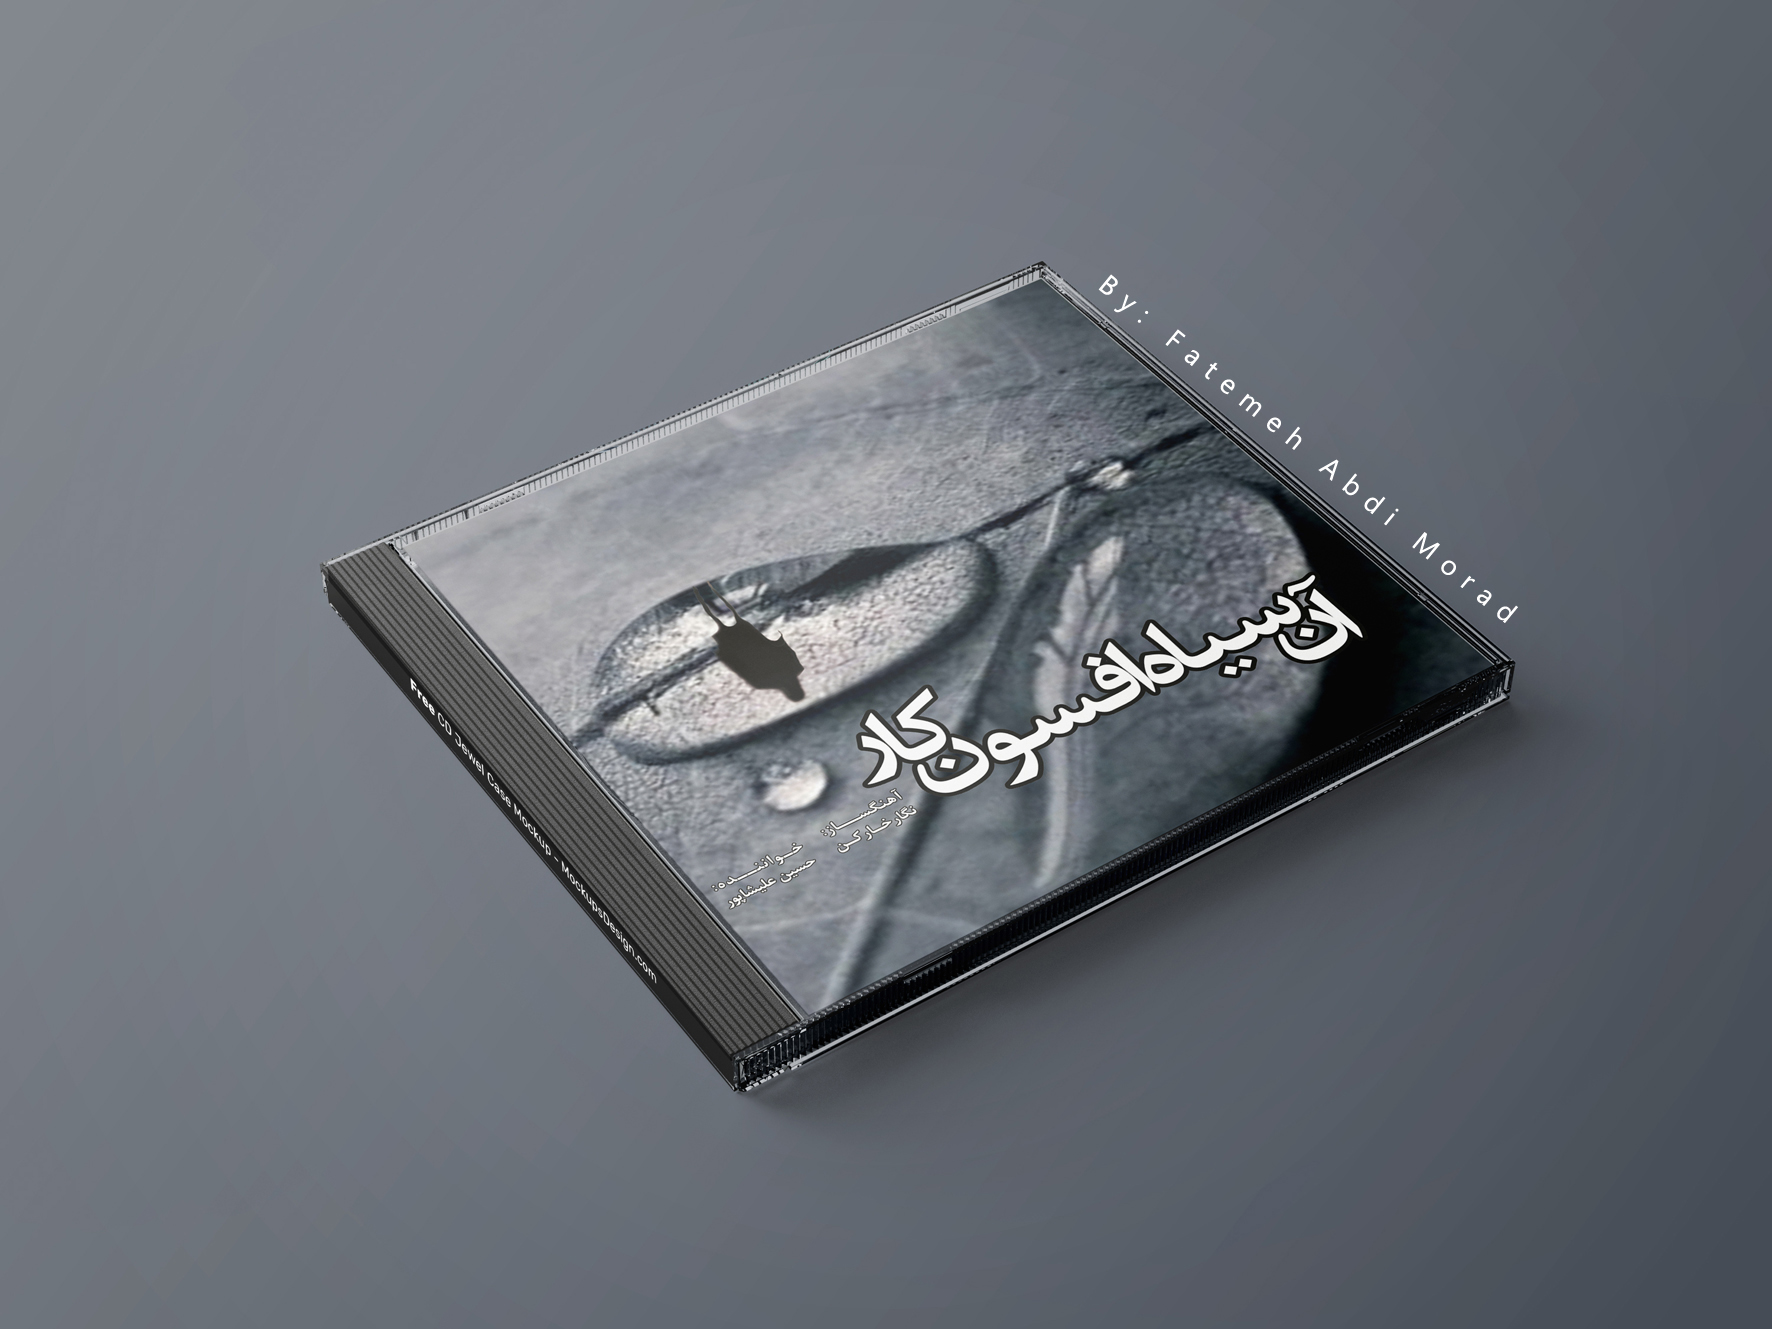 By: Fatemeh Abdi Morad
آن سیاه افسون کار
آهنگساز:
نگار خارکن
خواننده:
حسین علیشاپور
Free CD Jewel Case Mockup - MockupsDesign.com